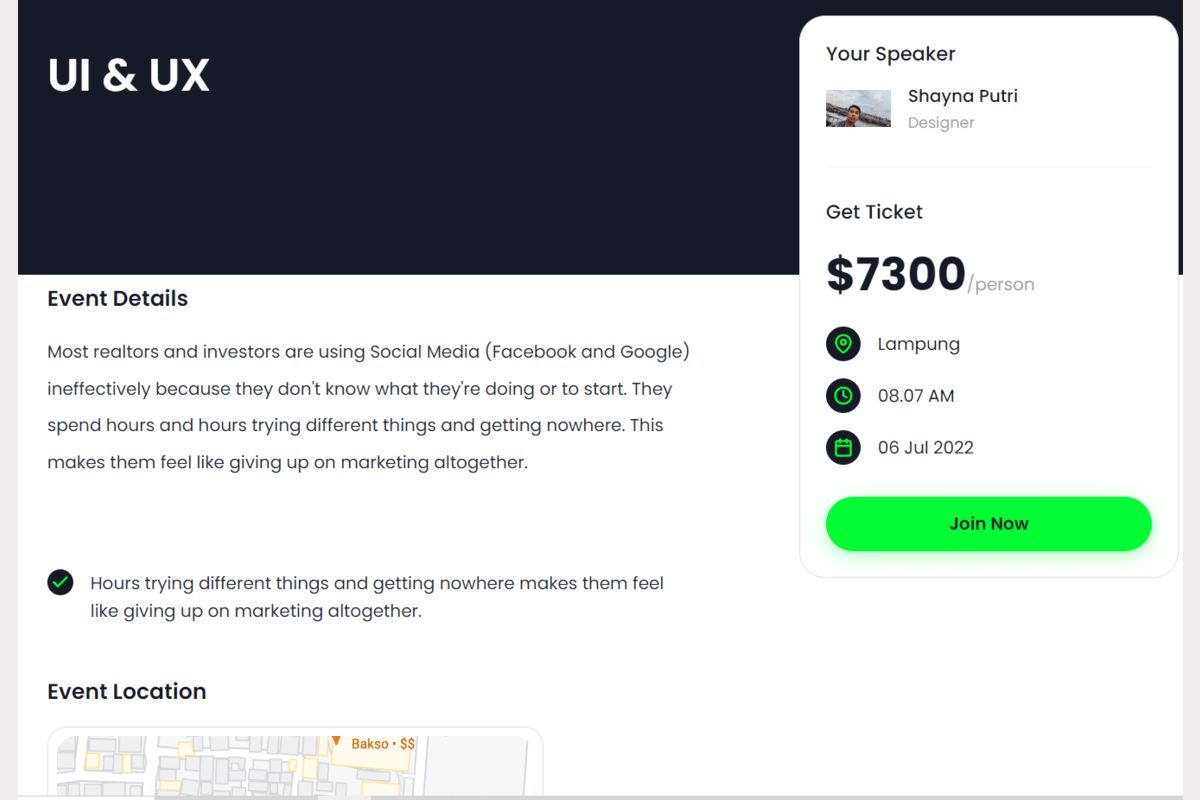 UI & UX
Your Speaker
Shayna Putri
Designer
Get Ticket
$7300/person
Lampung
08.07 AM
06 Jul 2022
Join Now
Event Details
Most realtors and investors are using Social Media (Facebook and Google)
ineffectively because they don't know what they're doing or to start. They
spend hours and hours trying different things and getting nowhere. This
makes them feel like giving up on marketing altogether.
Hours trying different things and getting nowhere makes them feel
like giving up on marketing altogether.
Event Location
Bakso • $$